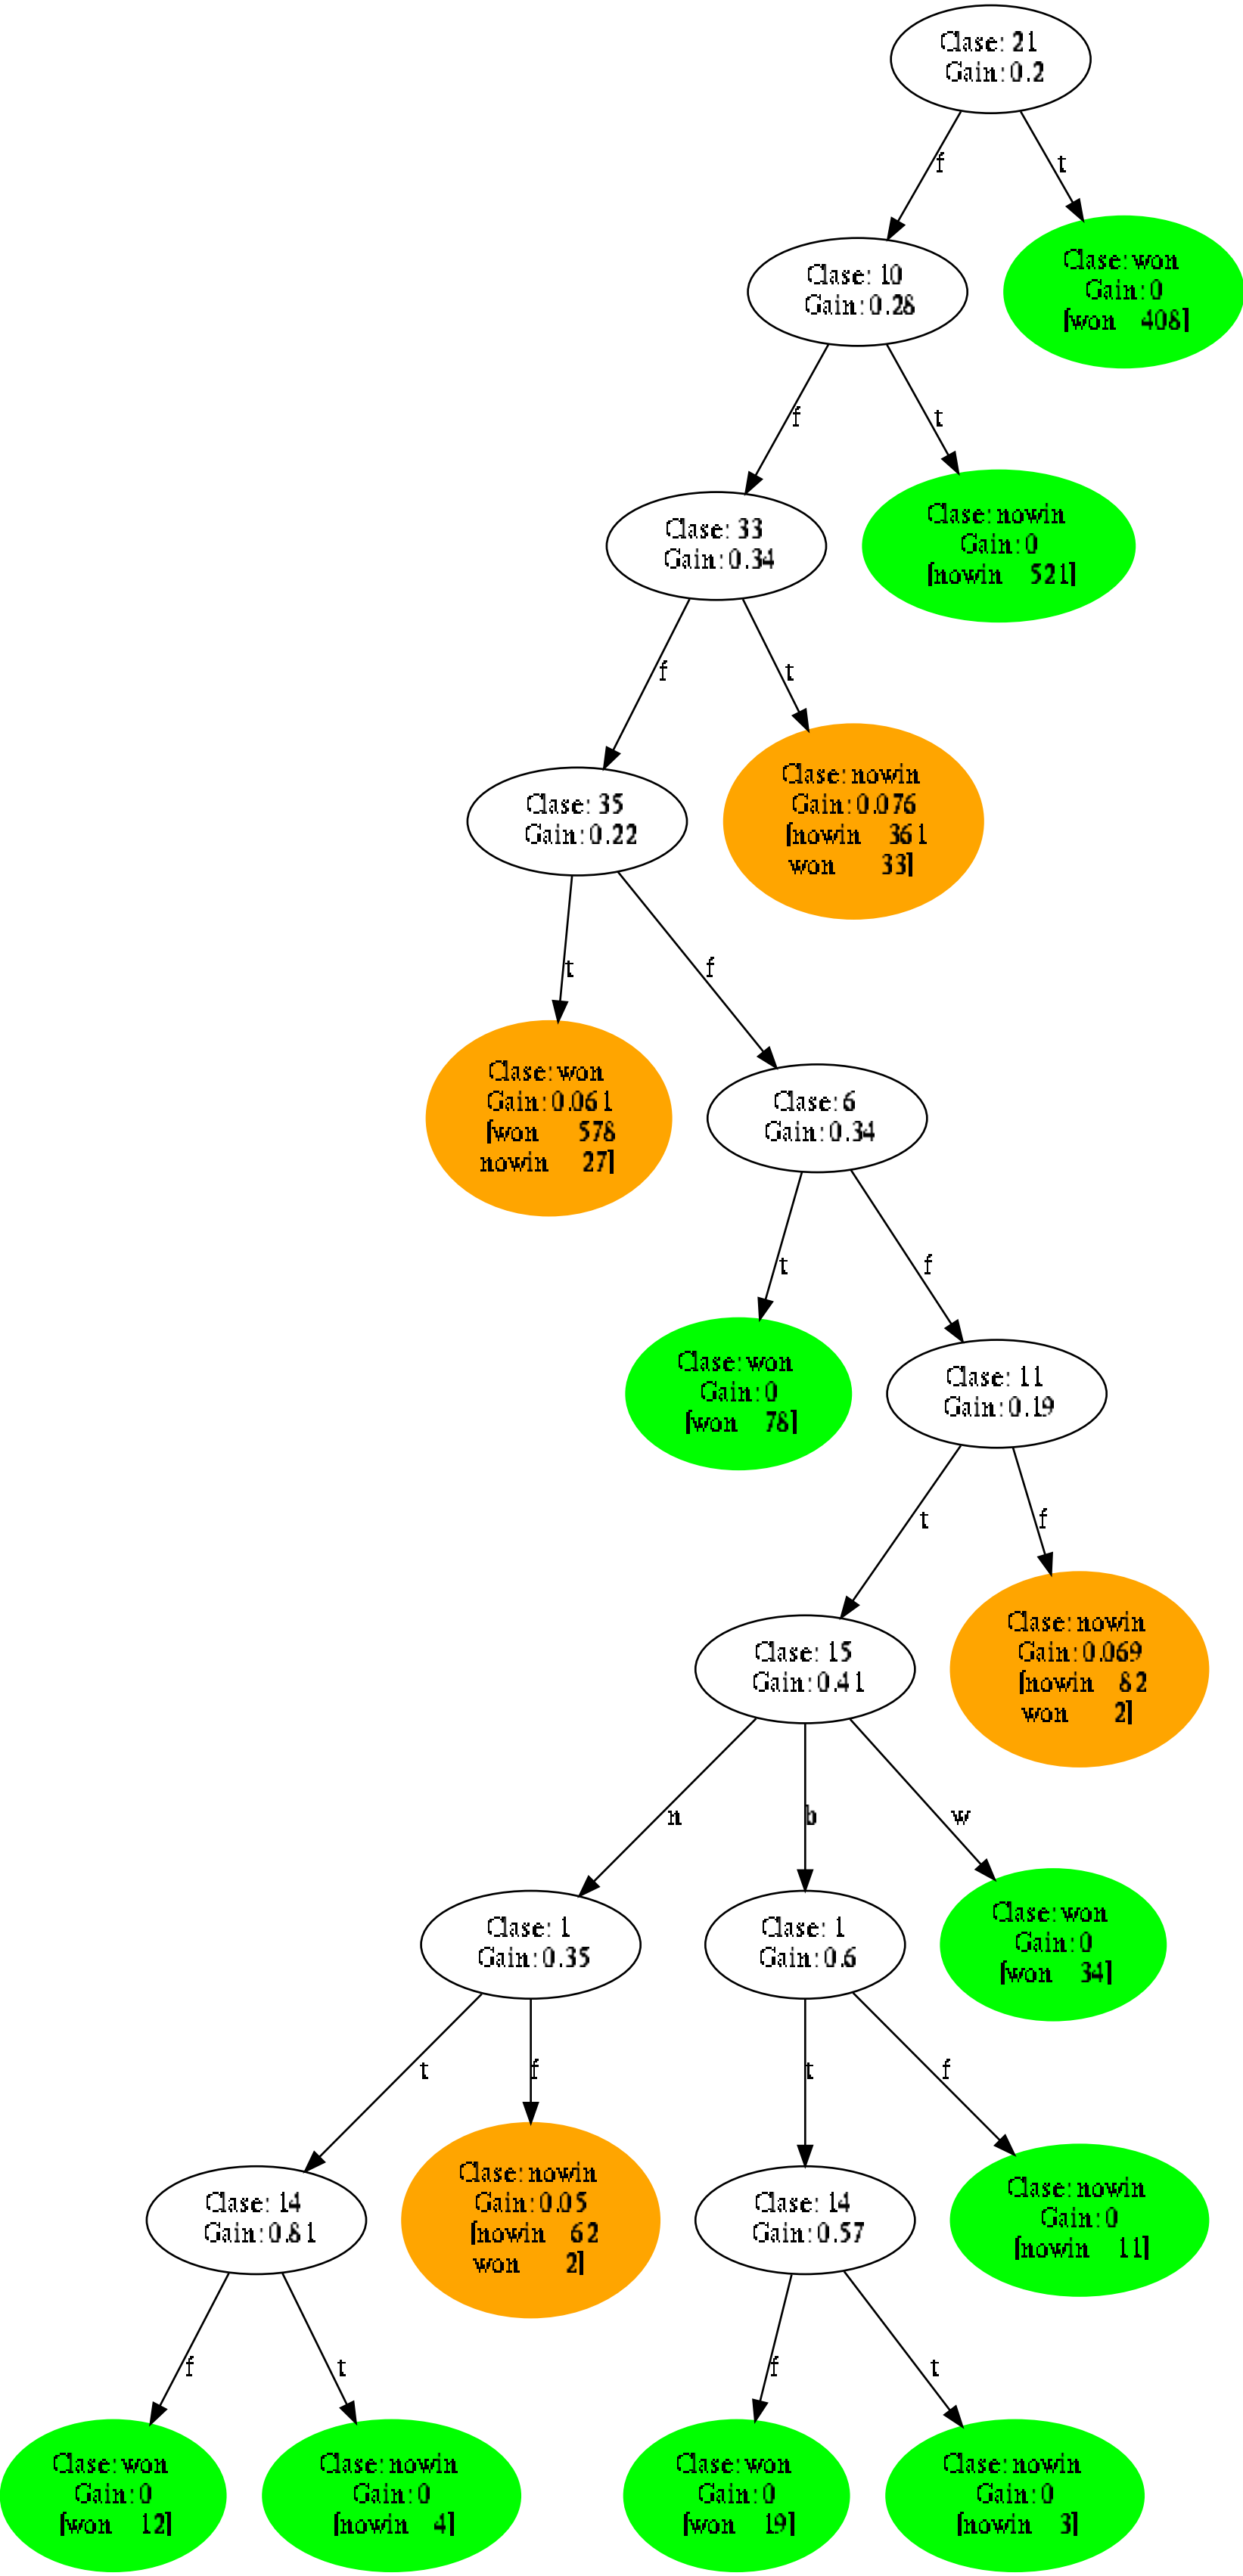 Clase: 21
Gain: 0.2
f
t
Clase: 10
Gain: 0.28
Clase: won
Gain: 0
[won 408]
f
t
Clase: 33
Gain: 0.34
Clase: nowin
Gain: 0
[nowin 521]
f
t
Clase: 35
Gain: 0.22
Clase: nowin
Gain: 0.076
[nowin 361
won 33]
t
f
Clase: won
Gain: 0.061
[won 578
nowin 27]
Clase: 6
Gain: 0.34
t
f
Clase: won
Gain: 0
[won 78]
Clase: 11
Gain: 0.19
t
f
Clase: 15
Gain: 0.41
Clase: nowin
Gain: 0.069
[nowin 82
won 2]
n
b
w
Clase: 1
Gain: 0.35
Clase: 1
Gain: 0.6
Clase: won
Gain: 0
[won 34]
t
f
t
f
Clase: 14
Gain: 0.81
Clase: nowin
Gain: 0.05
[nowin 62
won 2]
Clase: 14
Gain: 0.57
Clase: nowin
Gain: 0
[nowin 11]
f
t
f
t
Clase: won
Gain: 0
[won 12]
Clase: nowin
Gain: 0
[nowin 4]
Clase: won
Gain: 0
[won 19]
Clase: nowin
Gain: 0
[nowin 3]